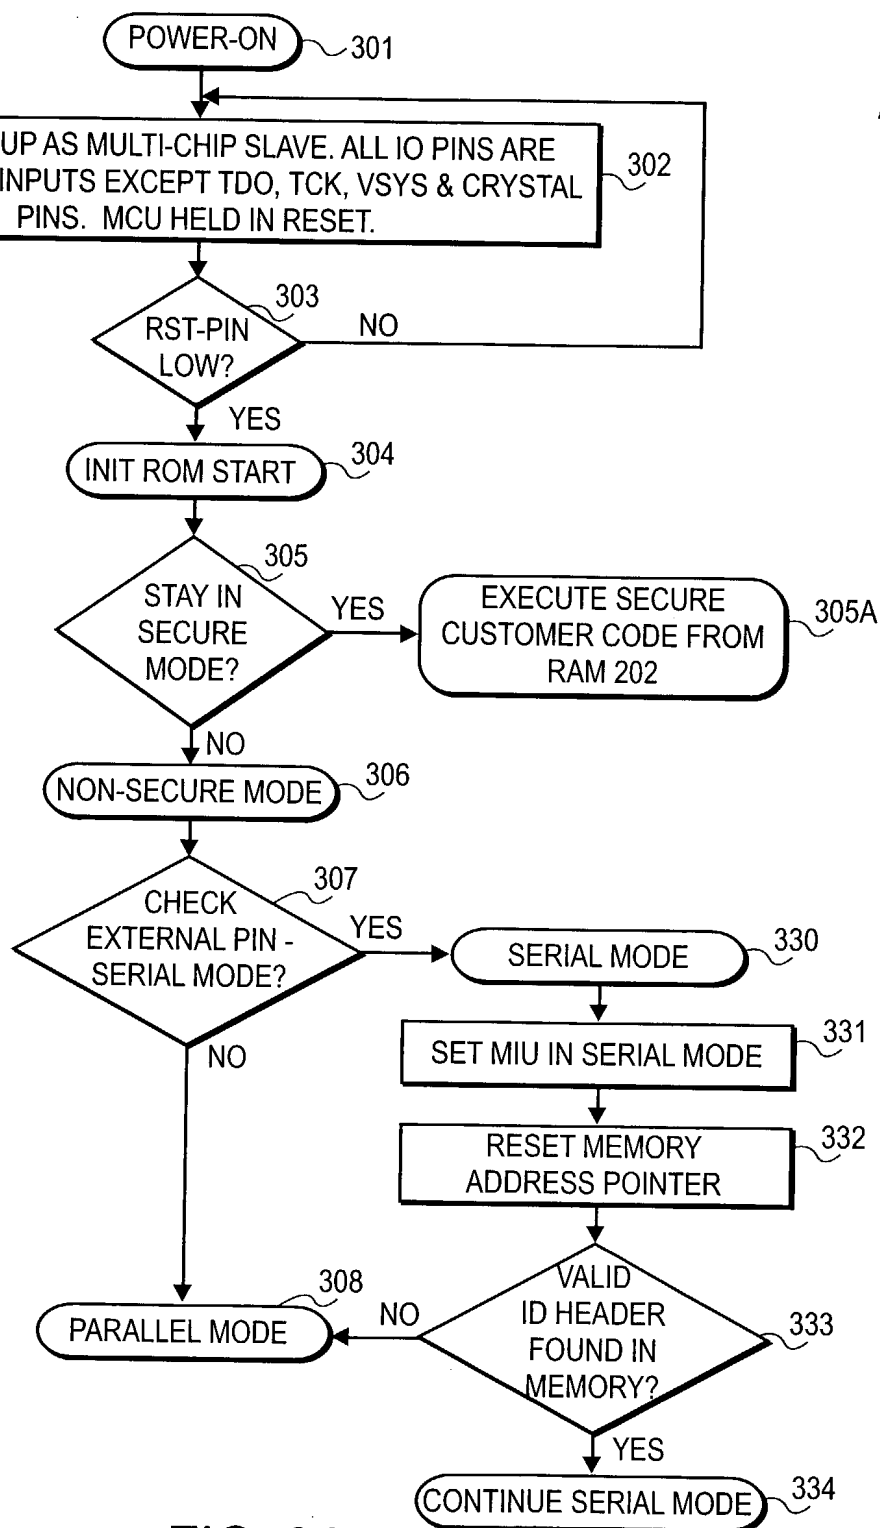 POWER-ON
301
UP AS MULTI-CHIP SLAVE. ALL IO PINS ARE
INPUTS EXCEPT TDO, TCK, VSYS & CRYSTAL
PINS. MCU HELD IN RESET.
302
303
RST-PIN
LOW?
NO
YES
INIT ROM START
304
305
STAY IN
SECURE
MODE?
YES
EXECUTE SECURE
CUSTOMER CODE FROM
RAM 202
305A
NO
NON-SECURE MODE
306
307
CHECK
EXTERNAL PIN -
SERIAL MODE?
YES
SERIAL MODE
330
NO
SET MIU IN SERIAL MODE
331
RESET MEMORY
ADDRESS POINTER
332
308
PARALLEL MODE
NO
VALID
ID HEADER
FOUND IN
MEMORY?
333
YES
CONTINUE SERIAL MODE
334